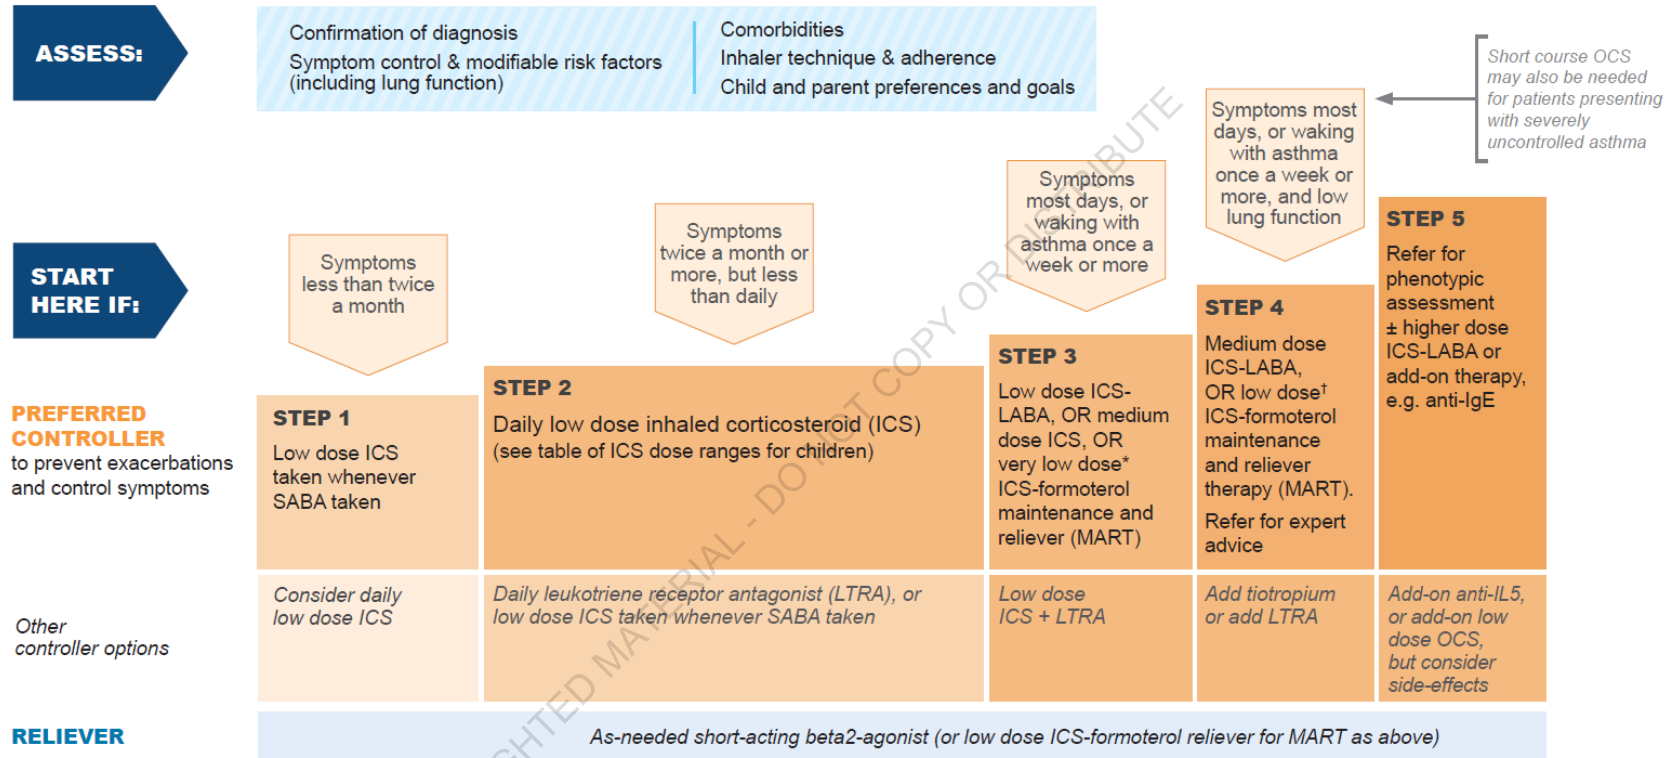 ASSESS:
Confirmation of diagnosis
Symptom control & modifiable risk factors
(including lung function)
Comorbidities
Inhaler technique & adherence
Child and parent preferences and goals
Short course OCS
may also be needed
for patients presenting
with severely
uncontrolled asthma
START
HERE IF:
Symptoms
less than twice
a month
Symptoms
twice a month or
more, but less
than daily
Symptoms
most days, or
waking with
asthma once a
week or more
Symptoms most
days, or waking
with asthma
once a week or
more, and low
lung function
PREFERRED
CONTROLLER
to prevent exacerbations
and control symptoms
STEP 1
Low dose ICS
taken whenever
SABA taken
STEP 2
Daily low dose inhaled corticosteroid (ICS)
(see table of ICS dose ranges for children)
STEP 3
Low dose ICS-
LABA, OR medium
dose ICS, OR
very low dose*
ICS-formoterol
maintenance and
reliever (MART)
STEP 4
Medium dose
ICS-LABA,
OR low dose†
ICS-formoterol
maintenance
and reliever
therapy (MART).
Refer for expert
advice
STEP 5
Refer for
phenotypic
assessment
± higher dose
ICS-LABA or
add-on therapy,
e.g. anti-IgE
Other
controller options
Consider daily
low dose ICS
Daily leukotriene receptor antagonist (LTRA), or
low dose ICS taken whenever SABA taken
Low dose
ICS + LTRA
Add tiotropium
or add LTRA
Add-on anti-IL5,
or add-on low
dose OCS,
but consider
side-effects
RELIEVER
As-needed short-acting beta2-agonist (or low dose ICS-formoterol reliever for MART as above)
GHTED MATERIAL - DO NOT COPY OR DISTRIBUTE